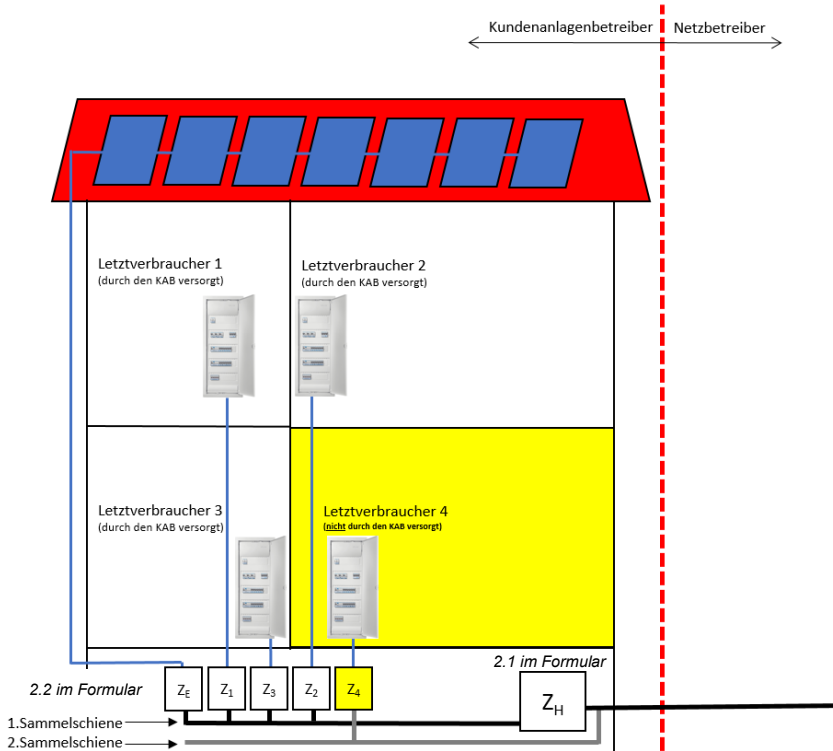 Kundenanlagenbetreiber
Netzbetreiber
Letztverbraucher 1
(durch den KAB versorgt)
Letztverbraucher 2
(durch den KAB versorgt)
Letztverbraucher 3
(durch den KAB versorgt)
Letztverbraucher 4
(nicht durch den KAB versorgt)
2.1 im Formular
2.2 im Formular
ZE
Z1
Z3
Z2
Z4
ZH
1.Sammelschiene
2.Sammelschiene